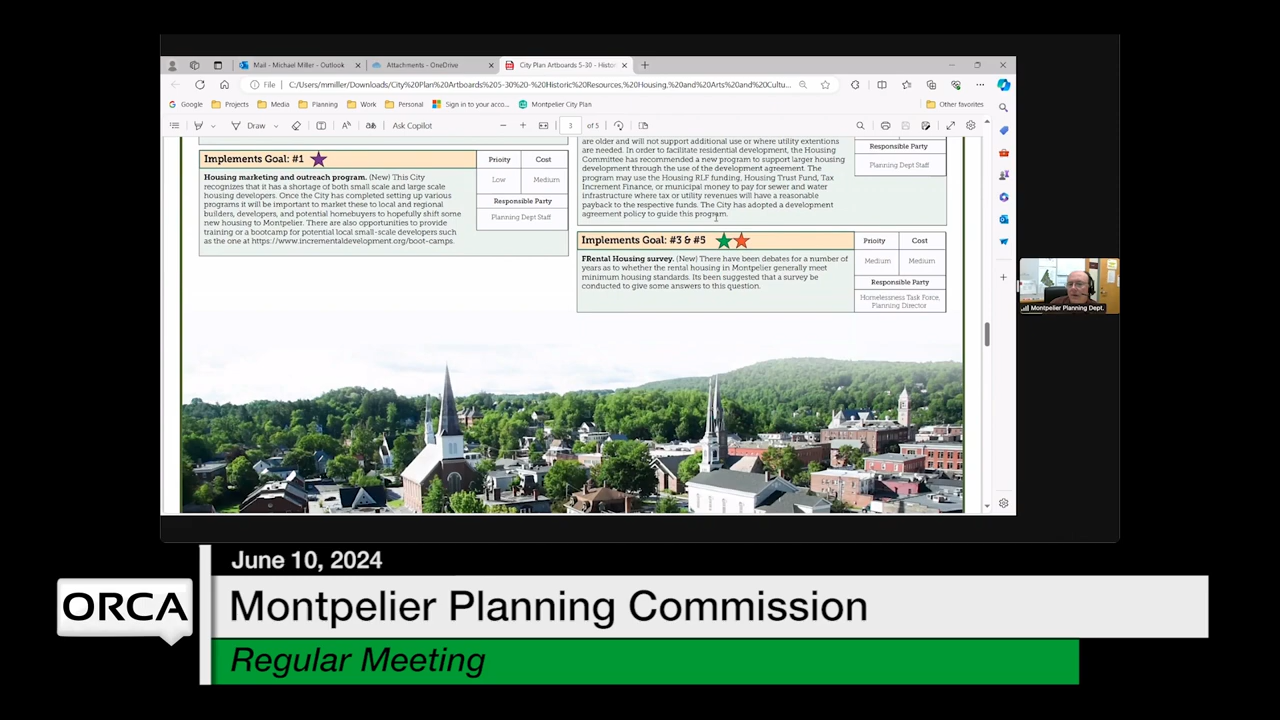 Mail - Michael Miller - Outlook
Attachments - OneDrive
City Plan Artboards 5-30 - Histor
File
C:/Users/mmiller/Downloads/City%20Plan%20Artboards%205-30%20-%20Historic%20Resources,%20Housing,%20and%20Arts%20and%20Cultu...
Google
Projects
Media
Planning
Work
Personal
Sign in to your acco...
Montpelier City Plan
Other favorites
Draw
Ask Copilot
3
of 5
Implements Goal: #1
Housing marketing and outreach program. (New) This City
recognizes that it has a shortage of both small scale and large scale
housing developers. Once the City has completed setting up various
programs it will be important to market these to local and regional
builders, developers, and potential homebuyers to hopefully shift some
new housing to Montpelier. There are also opportunities to provide
training or a bootcamp for potential local small-scale developers such
as the one at https://www.incrementaldevelopment.org/boot-camps.
Prioity
Cost
Low
Medium
Responsible Party
Planning Dept Staff
are older and will not support additional use or where utility extentions
are needed. In order to facilitate residential development, the Housing
Committee has recommended a new program to support larger housing
development through the use of the development agreement. The
program may use the Housing RLF funding, Housing Trust Fund, Tax
Increment Finance, or municipal money to pay for sewer and water
infrastructure where tax or utility revenues will have a reasonable
payback to the respective funds. The City has adopted a development
agreement policy to guide this program.
Responsible Party
Planning Dept Staff
Implements Goal: #3 & #5
FRental Housing survey. (New) There have been debates for a number of
years as to whether the rental housing in Montpelier generally meet
minimum housing standards. Its been suggested that a survey be
conducted to give some answers to this question.
Prioity
Cost
Medium
Medium
Responsible Party
Homelessness Task Force,
Planning Director
Montpelier Planning Dept.
June 10, 2024
ORCA
Montpelier Planning Commission
Regular Meeting